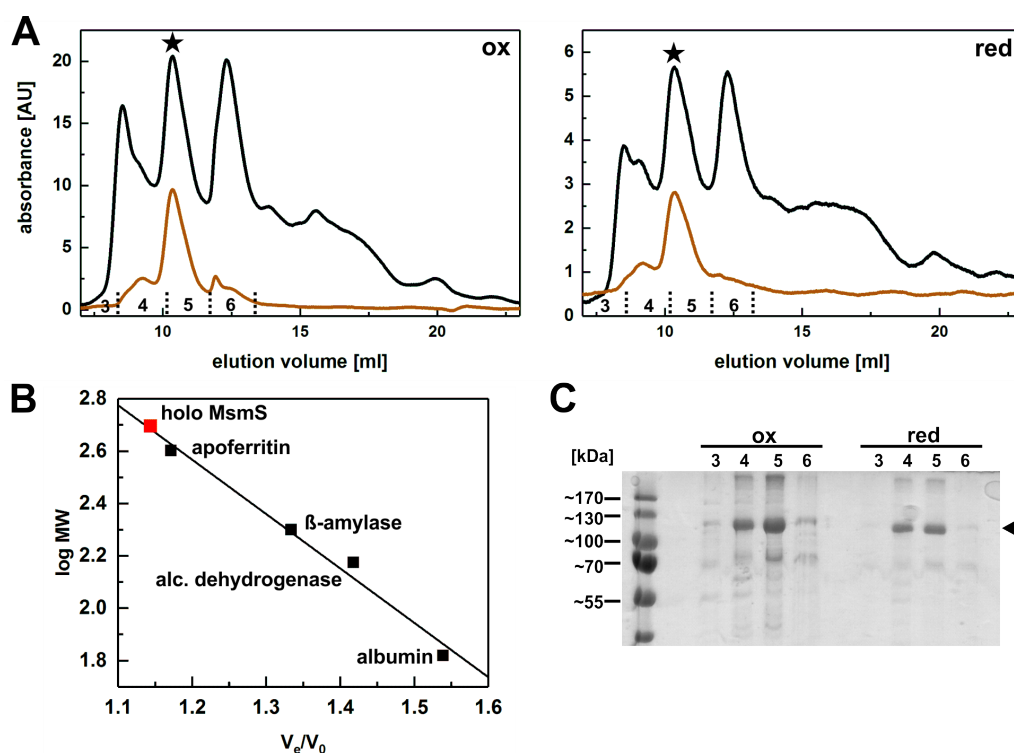 A
ox
absorbance [AU]
20
15
10
5
0
3 4 5 6
10 15 20
elution volume [ml]
red
6
5
4
3
2
1
0
3 4 5 6
10 15 20
elution volume [ml]
B
log MW
2.8
2.6
2.4
2.2
2.0
1.8
holo MsmS
apoferritin
ß-amylase
alc. dehydrogenase
albumin
1.1 1.2 1.3 1.4 1.5 1.6
Ve/V0
C
ox red
[kDa] 3 4 5 6 3 4 5 6
~170
~130
~100
~70
~55